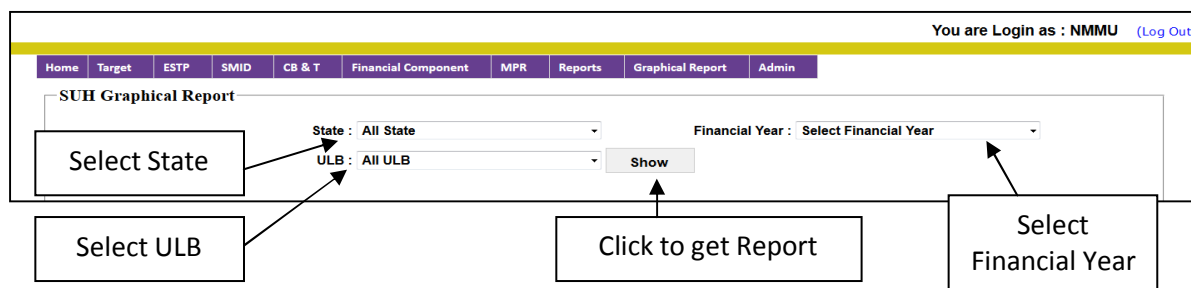 You are Login as : NMMU (Log Out
Home Target ESTP SMID CB & T Financial Component MPR Reports Graphical Report Admin
SUH Graphical Report
State : All State Financial Year : Select Financial Year
ULB : All ULB Show
Select State
Select ULB
Click to get Report
Select
Financial Year